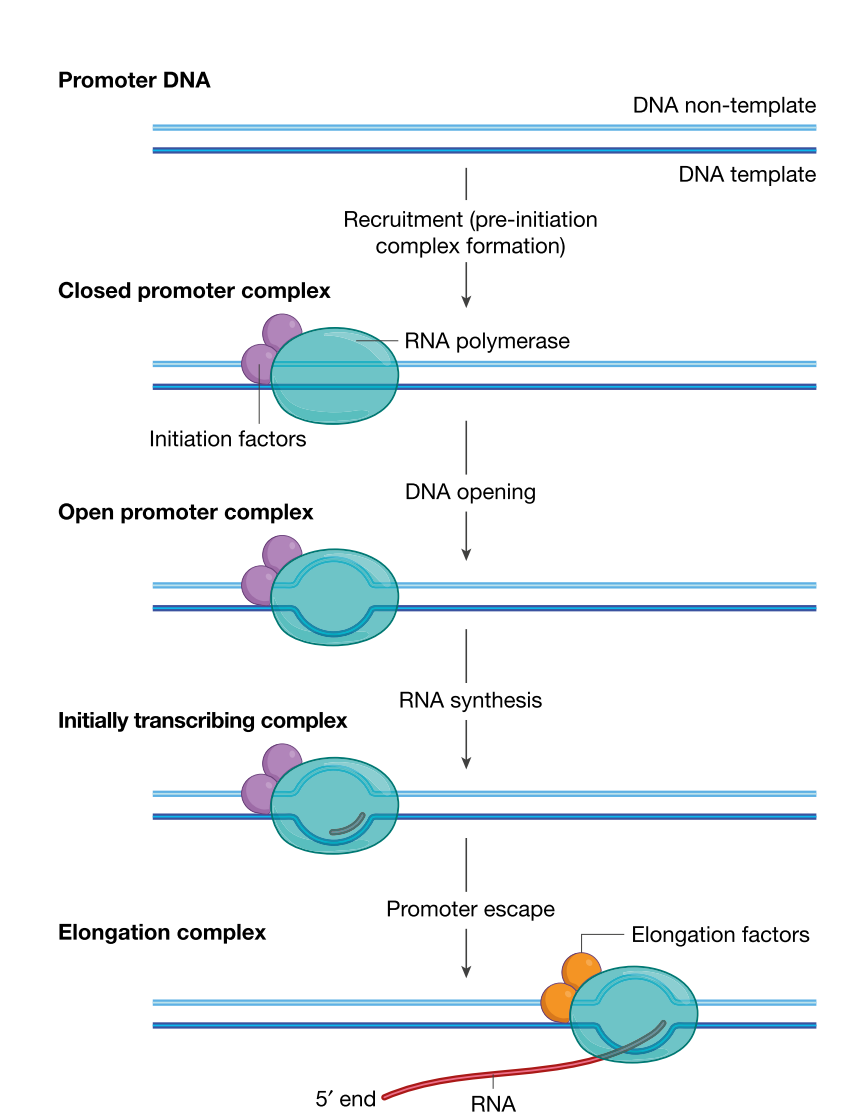 Promoter DNA
DNA non-template
DNA template
Recruitment (pre-initiation
complex formation)
Closed promoter complex
RNA polymerase
Initiation factors
DNA opening
Open promoter complex
RNA synthesis
Initially transcribing complex
Promoter escape
Elongation complex
Elongation factors
5′ end
RNA